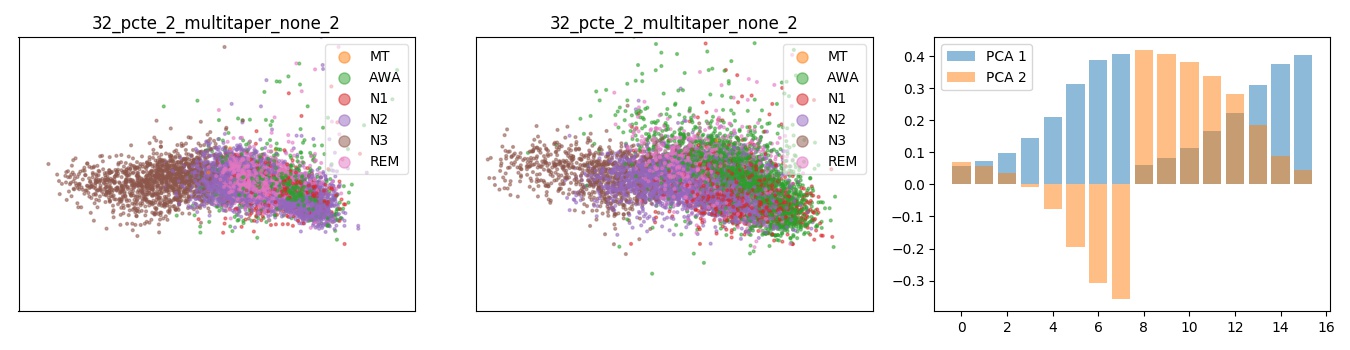 32_pcte_2_multitaper_none_2
MT
AWA
N1
N2
N3
REM
32_pcte_2_multitaper_none_2
MT
AWA
N1
N2
N3
REM
PCA 1
PCA 2
0.4
0.3
0.2
0.1
0.0
−0.1
−0.2
−0.3
0 2 4 6 8 10 12 14 16